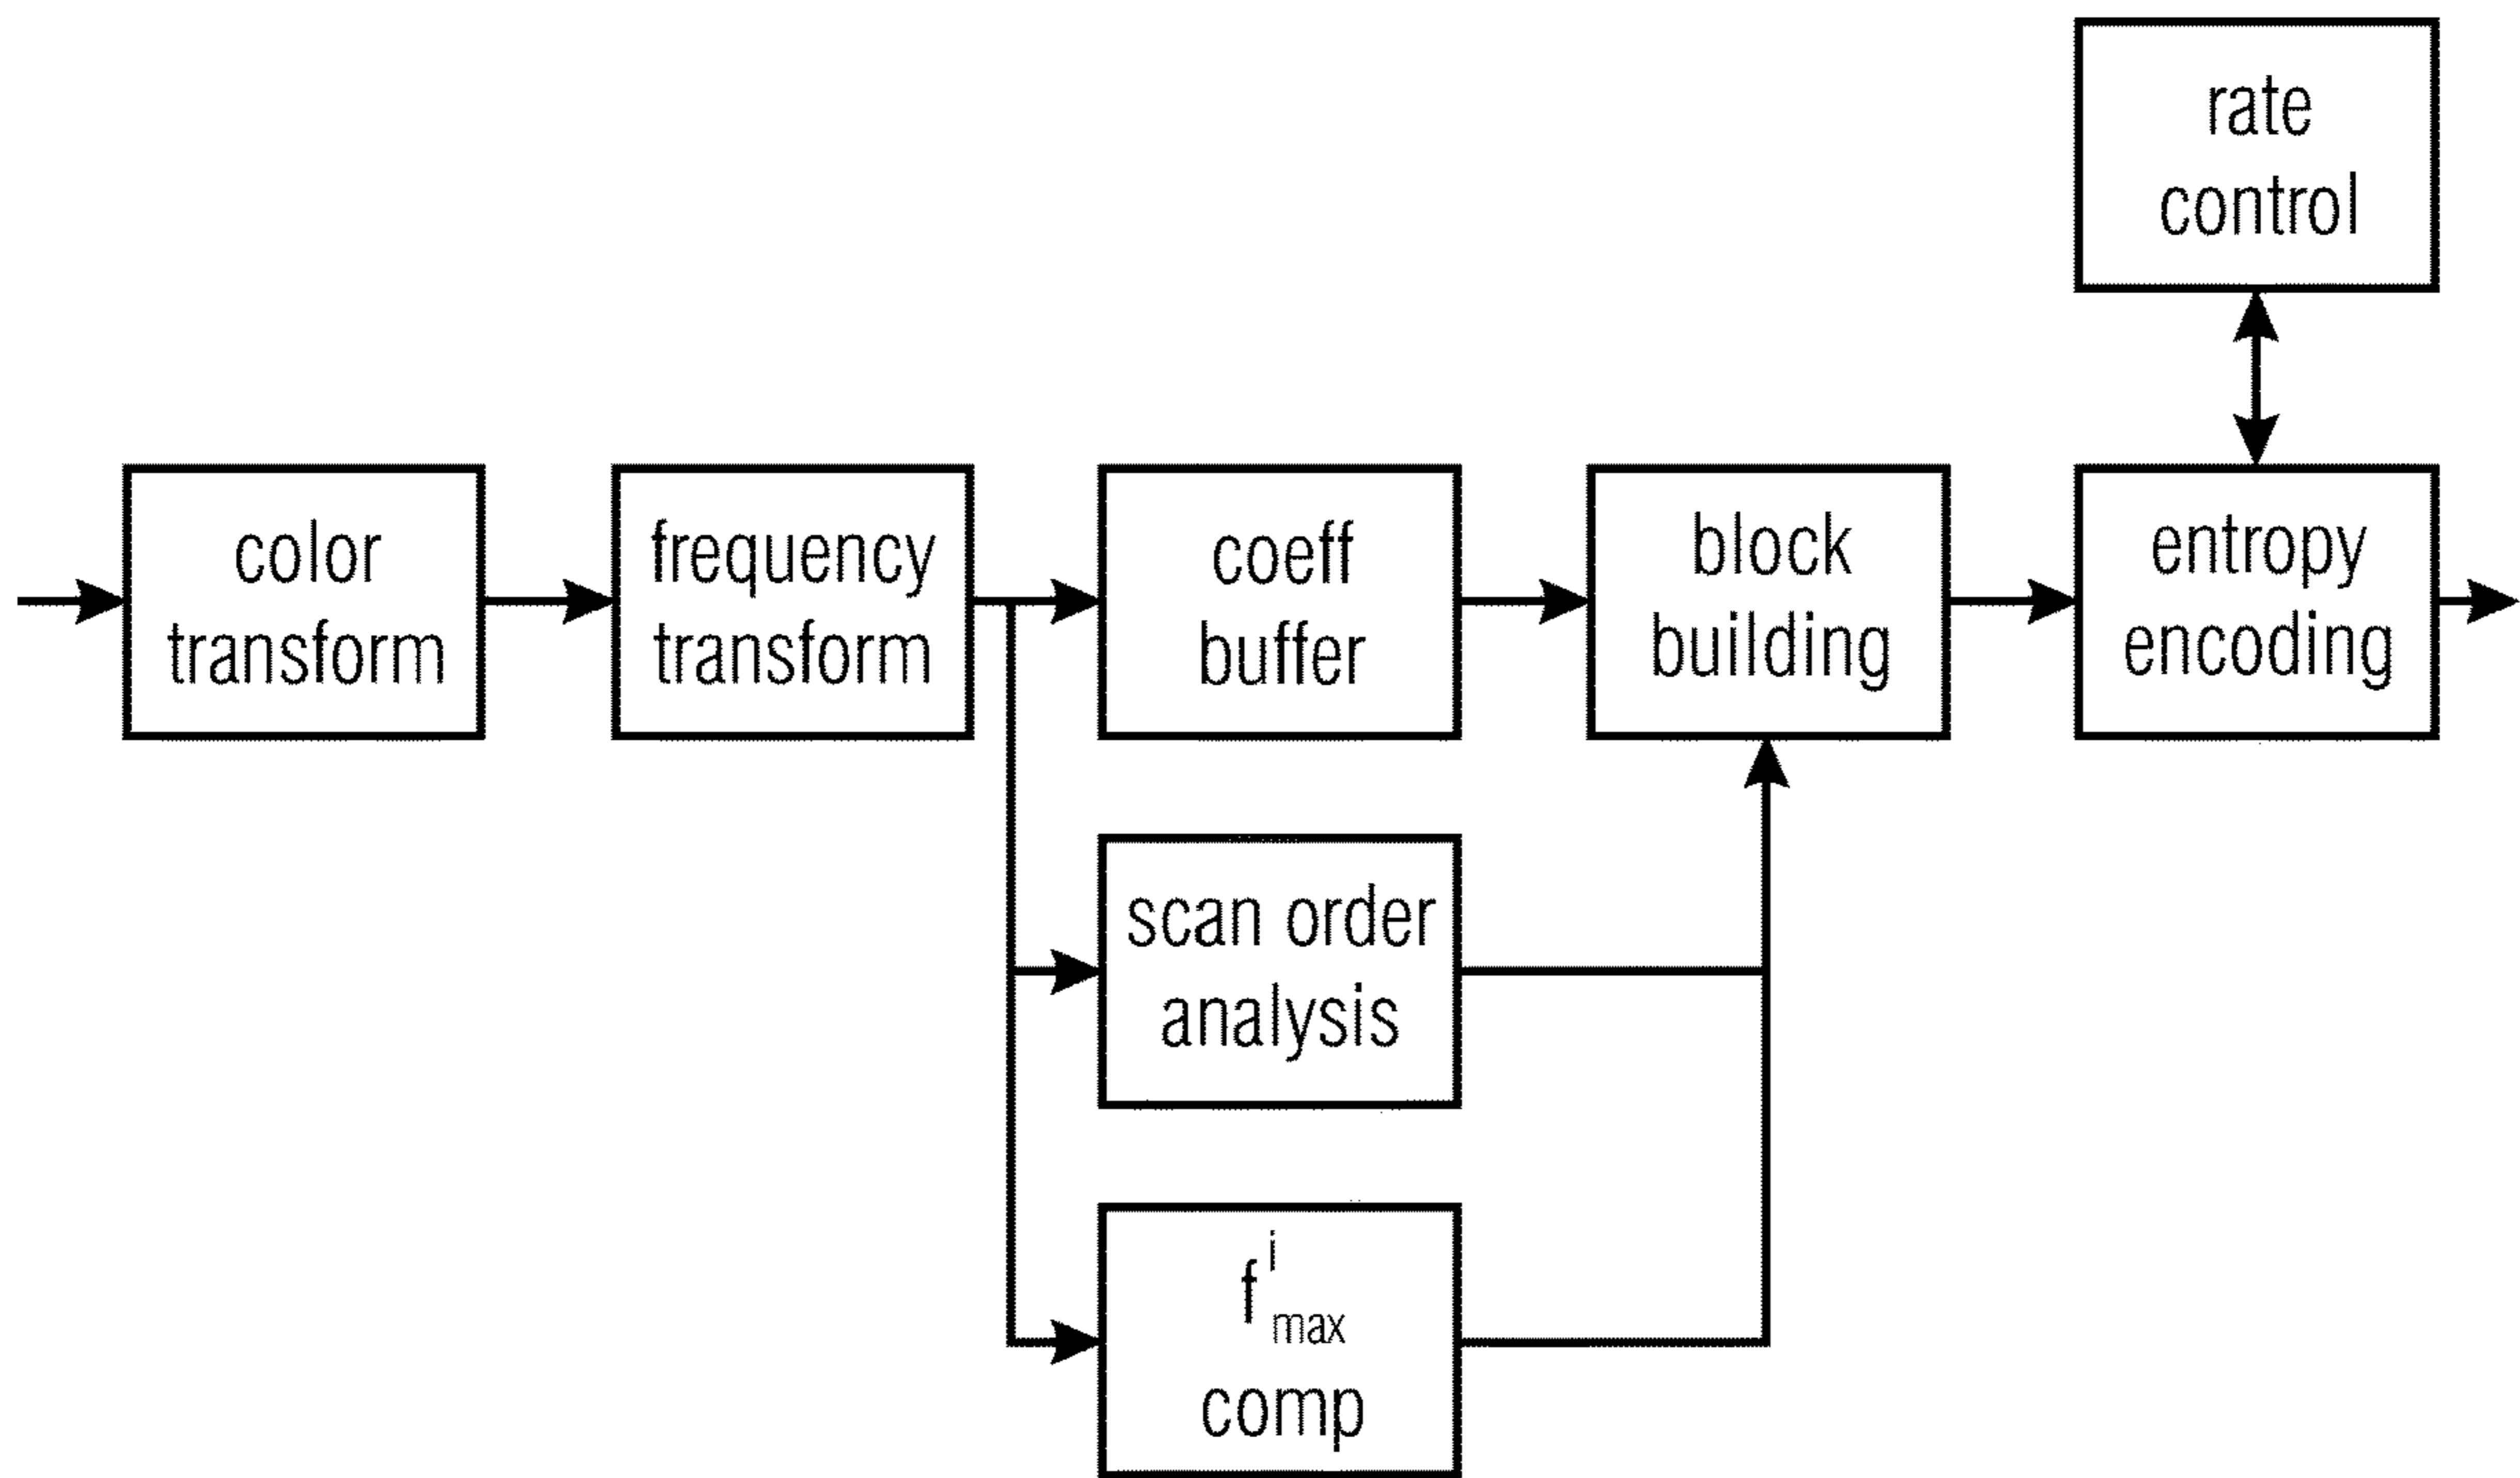 rate
control
color
transform
frequency
transform
coeff
buffer
block
building
entropy
encoding
scan order
analysis
f i max
comp